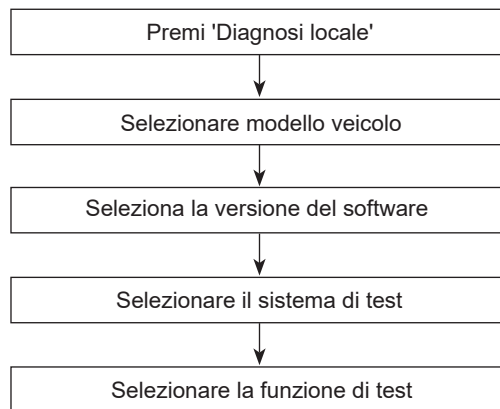 Premi 'Diagnosi locale'
Selezionare modello veicolo
Seleziona la versione del software
Selezionare il sistema di test
Selezionare la funzione di test